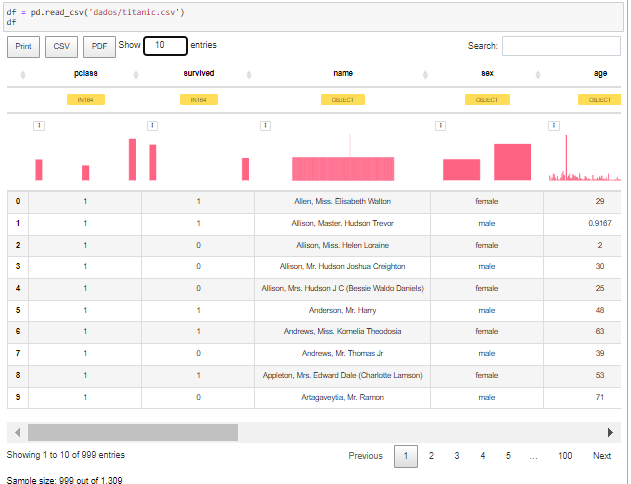 df = pd.read_csv('dados/titanic.csv')
df
Print CSV PDF Show 10 entries Search:
pclass survived name sex age
INT64 INT64 OBJECT OBJECT OBJECT
i i i i i
0 1 1 Allen, Miss. Elisabeth Walton female 29
1 1 1 Allison, Master. Hudson Trevor male 0.9167
2 1 0 Allison, Miss. Helen Loraine female 2
3 1 0 Allison, Mr. Hudson Joshua Creighton male 30
4 1 0 Allison, Mrs. Hudson J C (Bessie Waldo Daniels) female 25
5 1 1 Anderson, Mr. Harry male 48
6 1 1 Andrews, Miss. Kornelia Theodosia female 63
7 1 0 Andrews, Mr. Thomas Jr male 39
8 1 1 Appleton, Mrs. Edward Dale (Charlotte Lamson) female 53
9 1 0 Artagaveytia, Mr. Ramon male 71
Showing 1 to 10 of 999 entries Previous 1 2 3 4 5 … 100 Next
Sample size: 999 out of 1.309